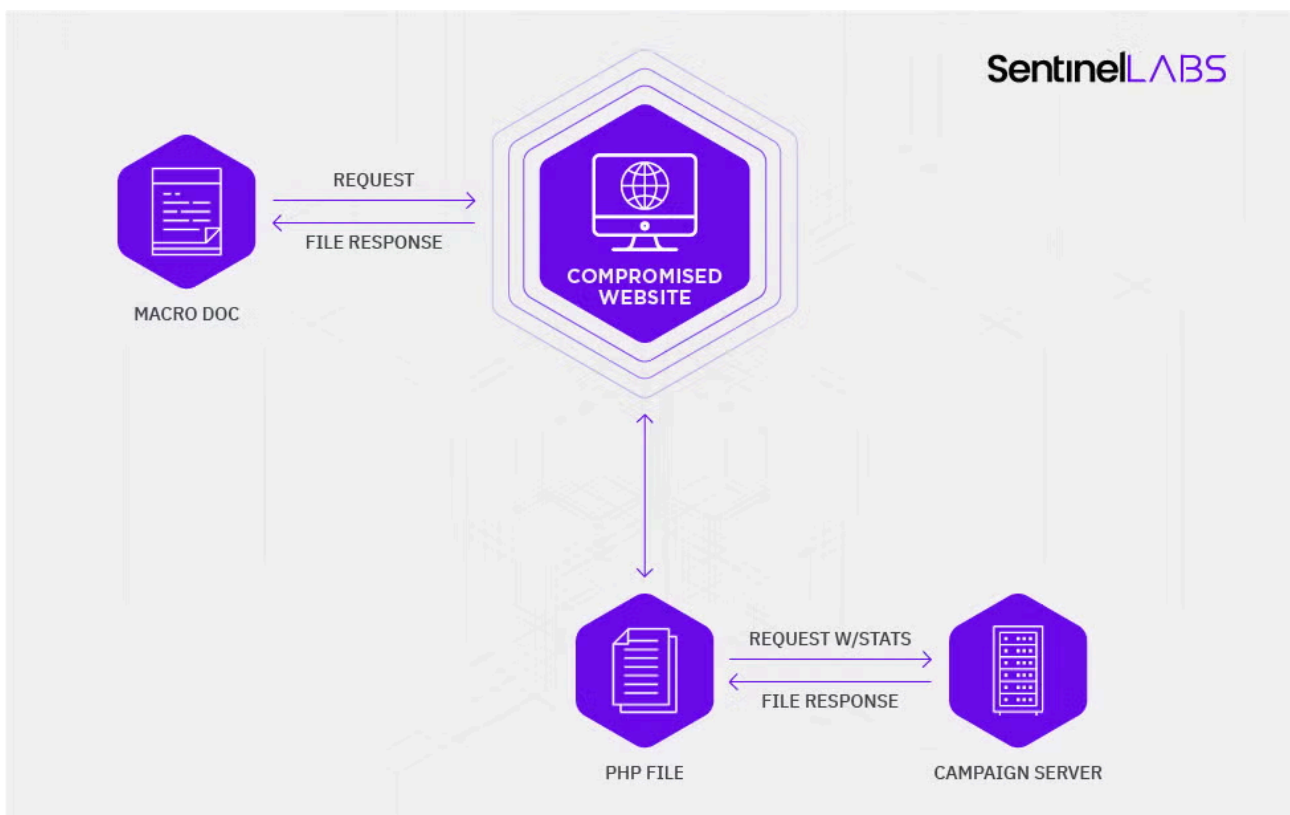 SentinelLABS
REQUEST
FILE RESPONSE
COMPROMISED
WEBSITE
MACRO DOC
REQUEST W/STATS
FILE RESPONSE
PHP FILE
CAMPAIGN SERVER